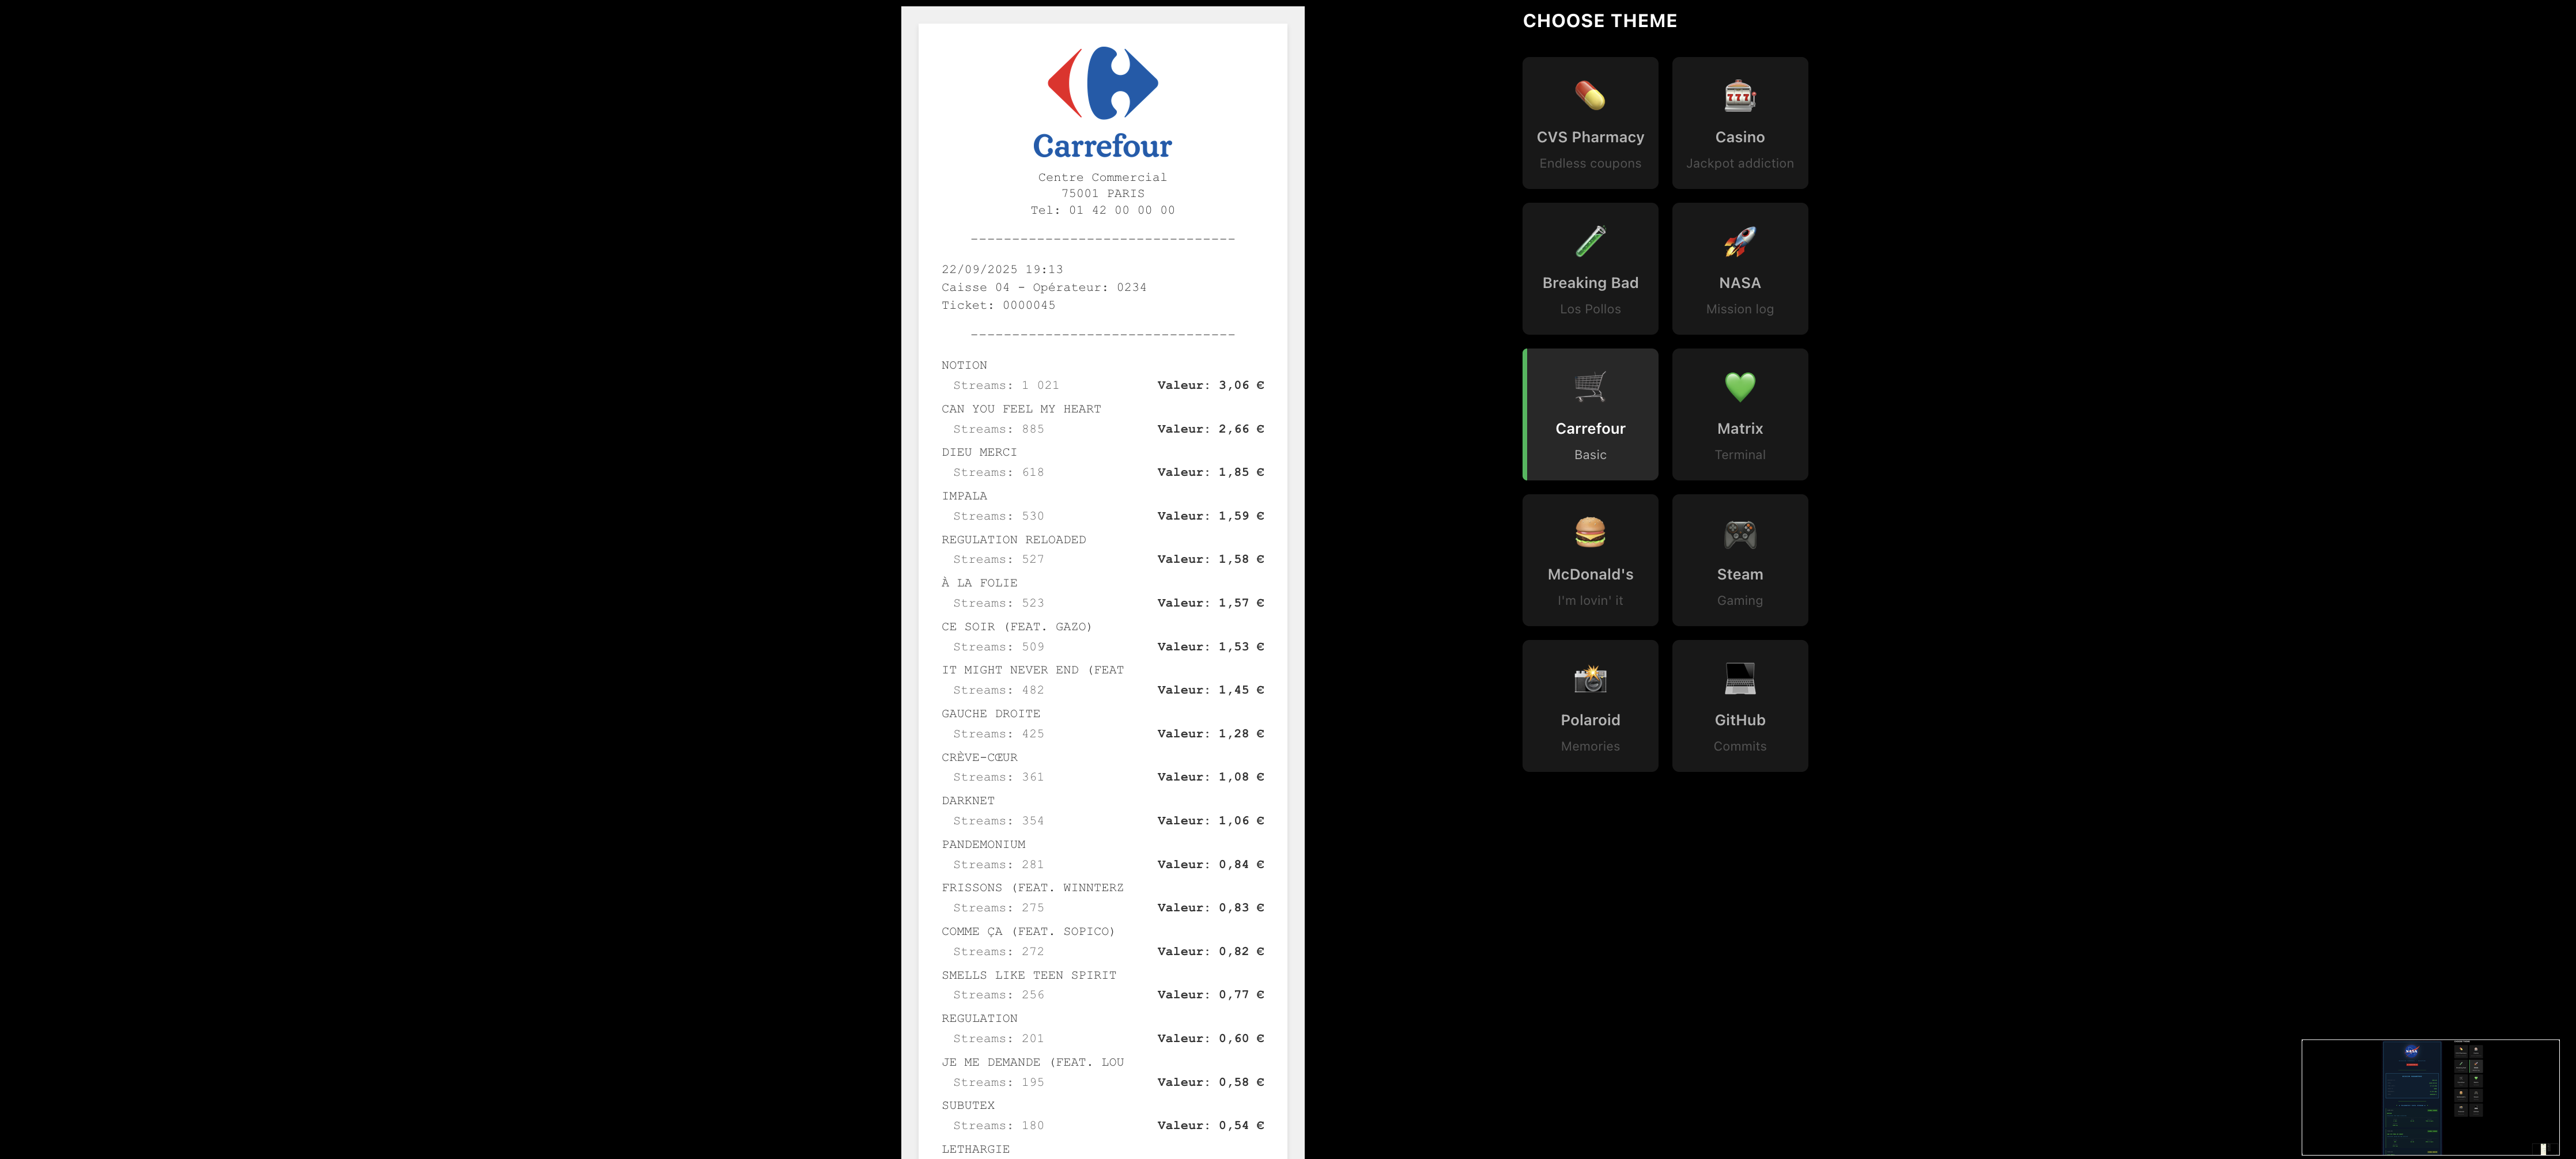 Carrefour
Centre Commercial
75001 PARIS
Tel: 01 42 00 00 00
--------------------------------
22/09/2025 19:13
Caisse 04 - Opérateur: 0234
Ticket: 0000045
--------------------------------
NOTION
Streams: 1 021 Valeur: 3,06 €
CAN YOU FEEL MY HEART
Streams: 885 Valeur: 2,66 €
DIEU MERCI
Streams: 618 Valeur: 1,85 €
IMPALA
Streams: 530 Valeur: 1,59 €
REGULATION RELOADED
Streams: 527 Valeur: 1,58 €
À LA FOLIE
Streams: 523 Valeur: 1,57 €
CE SOIR (FEAT. GAZO)
Streams: 509 Valeur: 1,53 €
IT MIGHT NEVER END (FEAT
Streams: 482 Valeur: 1,45 €
GAUCHE DROITE
Streams: 425 Valeur: 1,28 €
CRÈVE-CŒUR
Streams: 361 Valeur: 1,08 €
DARKNET
Streams: 354 Valeur: 1,06 €
PANDEMONIUM
Streams: 281 Valeur: 0,84 €
FRISSONS (FEAT. WINNTERZ
Streams: 275 Valeur: 0,83 €
COMME ÇA (FEAT. SOPICO)
Streams: 272 Valeur: 0,82 €
SMELLS LIKE TEEN SPIRIT
Streams: 256 Valeur: 0,77 €
REGULATION
Streams: 201 Valeur: 0,60 €
JE ME DEMANDE (FEAT. LOU
Streams: 195 Valeur: 0,58 €
SUBUTEX
Streams: 180 Valeur: 0,54 €
LETHARGIE
CHOOSE THEME
CVS Pharmacy
Endless coupons
Casino
Jackpot addiction
Breaking Bad
Los Pollos
NASA
Mission log
Carrefour
Basic
Matrix
Terminal
McDonald's
I'm lovin' it
Steam
Gaming
Polaroid
Memories
GitHub
Commits